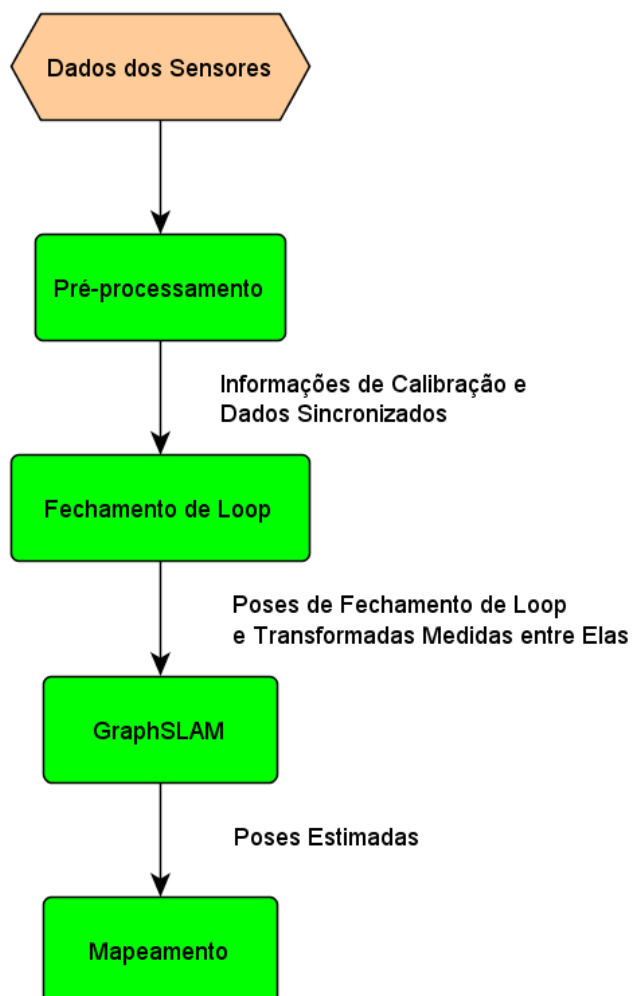 Dados dos Sensores
Pré-processamento
Informações de Calibração e
Dados Sincronizados
Fechamento de Loop
Poses de Fechamento de Loop
e Transformadas Medidas entre Elas
GraphSLAM
Poses Estimadas
Mapeamento